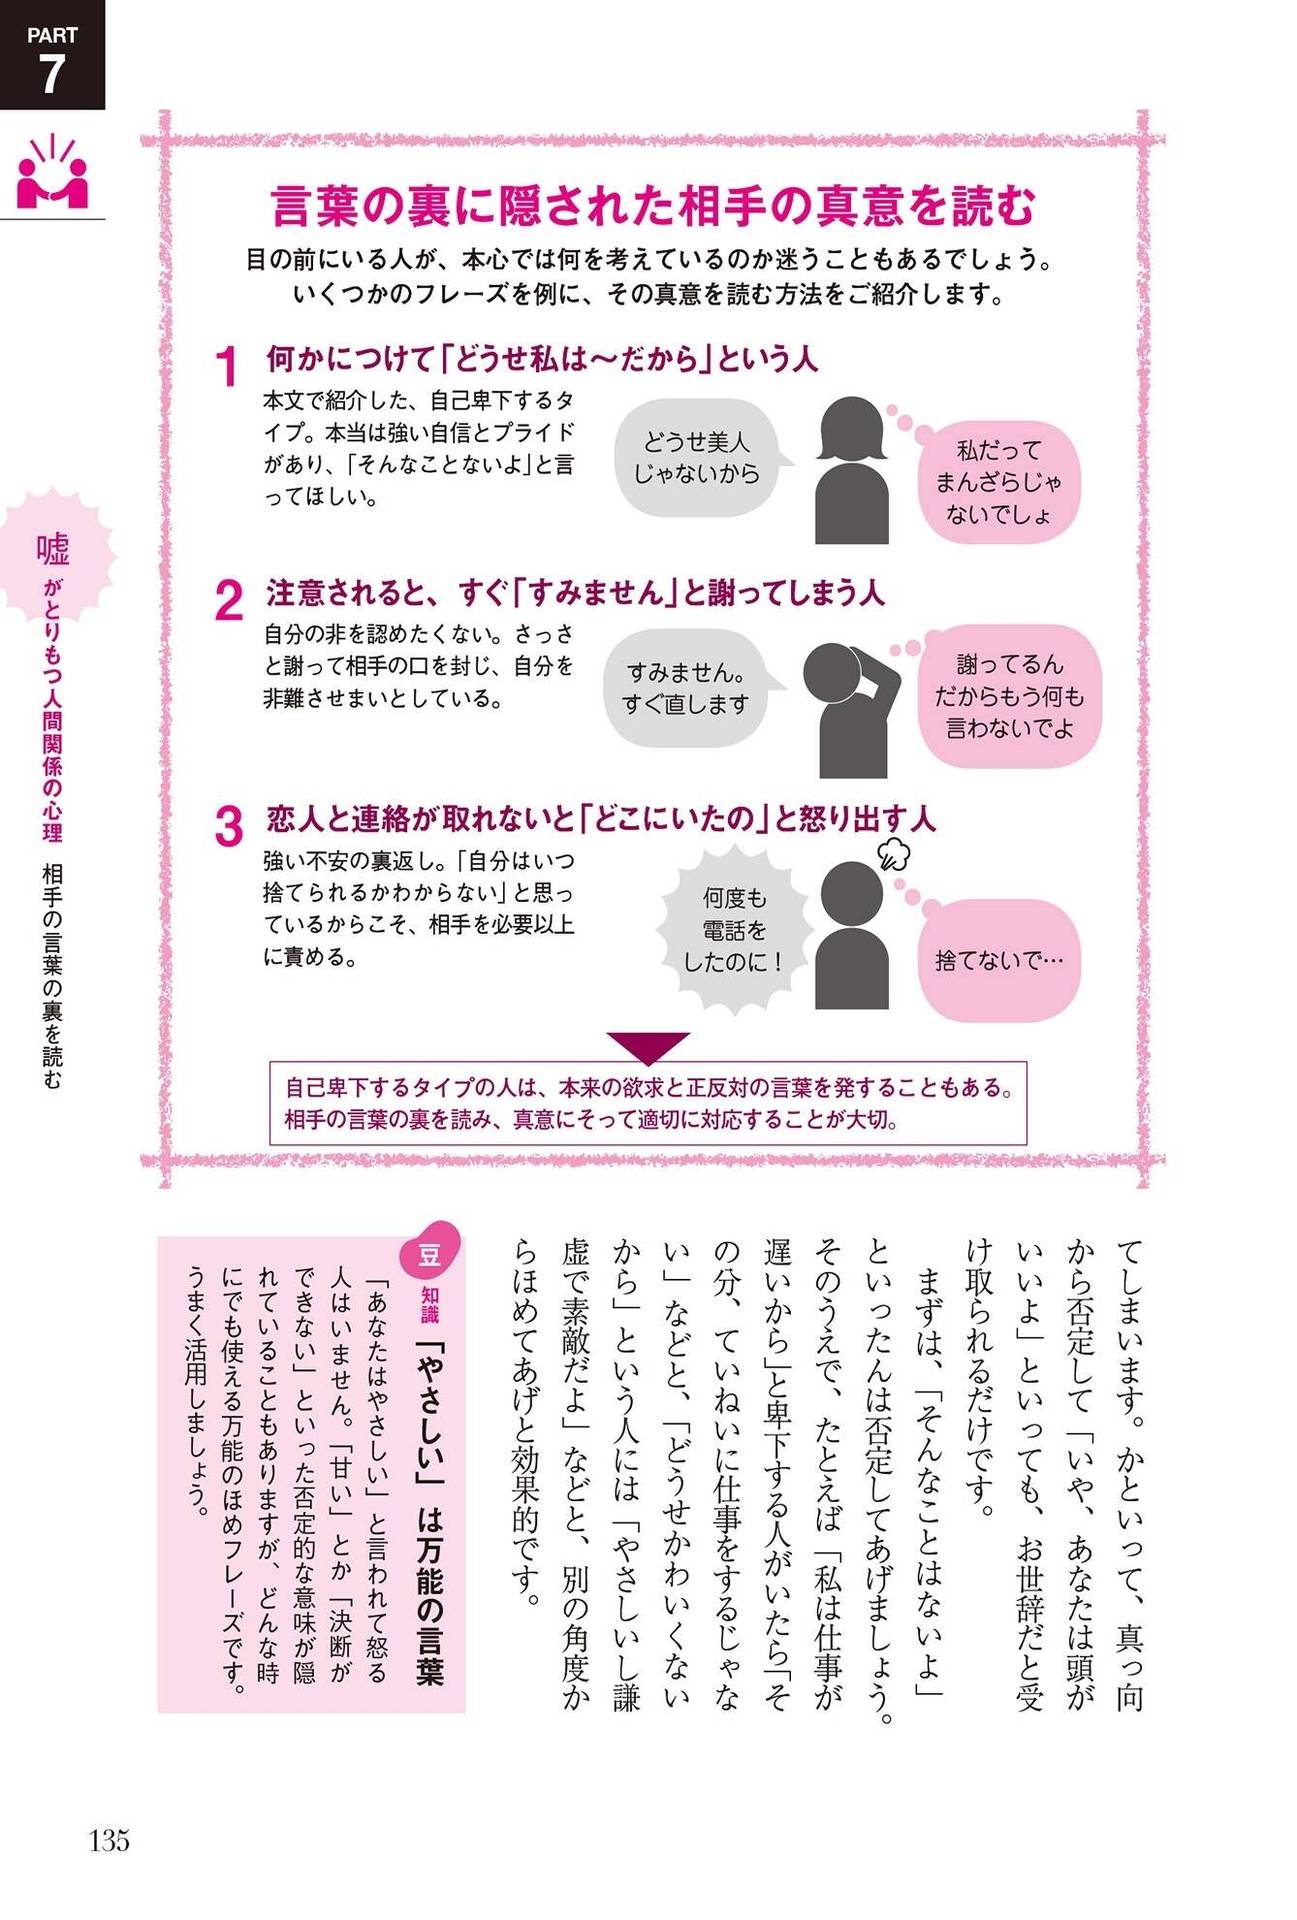 PART
7
嘘がとりもつ人間関係の心理 相手の言葉の裏を読む
言葉の裏に隠された相手の真意を読む
目の前にいる人が、本心では何を考えているのか迷うこともあるでしょう。
いくつかのフレーズを例に、その真意を読む方法をご紹介します。
1 何かにつけて「どうせ私は〜だから」という人
本文で紹介した、自己卑下するタ
イプ。本当は強い自信とプライド
があり、「そんなことないよ」と言
ってほしい。
どうせ美人
じゃないから
私だって
まんざらじゃ
ないでしょ
2 注意されると、すぐ「すみません」と謝ってしまう人
自分の非を認めたくない。さっさ
と謝って相手の口を封じ、自分を
非難させまいとしている。
すみません。
すぐ直します
謝ってるん
だからもう何も
言わないでよ
3 恋人と連絡が取れないと「どこにいたの」と怒り出す人
強い不安の裏返し。「自分はいつ
捨てられるかわからない」と思っ
ているからこそ、相手を必要以上
に責める。
何度も
電話を
したのに!
捨てないで…
自己卑下するタイプの人は、本来の欲求と正反対の言葉を発することもある。
相手の言葉の裏を読み、真意にそって適切に対応することが大切。
てしまいます。かといって、真っ向
から否定して「いや、あなたは頭が
いいよ」といっても、お世辞だと受
け取られるだけです。
まずは、「そんなことはないよ」
といったんは否定してあげましょう。
そのうえで、たとえば「私は仕事が
遅いから」と卑下する人がいたら「そ
の分、ていねいに仕事をするじゃな
い」などと、「どうせかわいくない
から」という人には「やさしいし謙
虚で素敵だよ」などと、別の角度か
らほめてあげと効果的です。
豆知識 「やさしい」は万能の言葉
「あなたはやさしい」と言われて怒る
人はいません。「甘い」とか「決断が
できない」といった否定的な意味が隠
れていることもありますが、どんな時
にでも使える万能のほめフレーズです。
うまく活用しましょう。
135